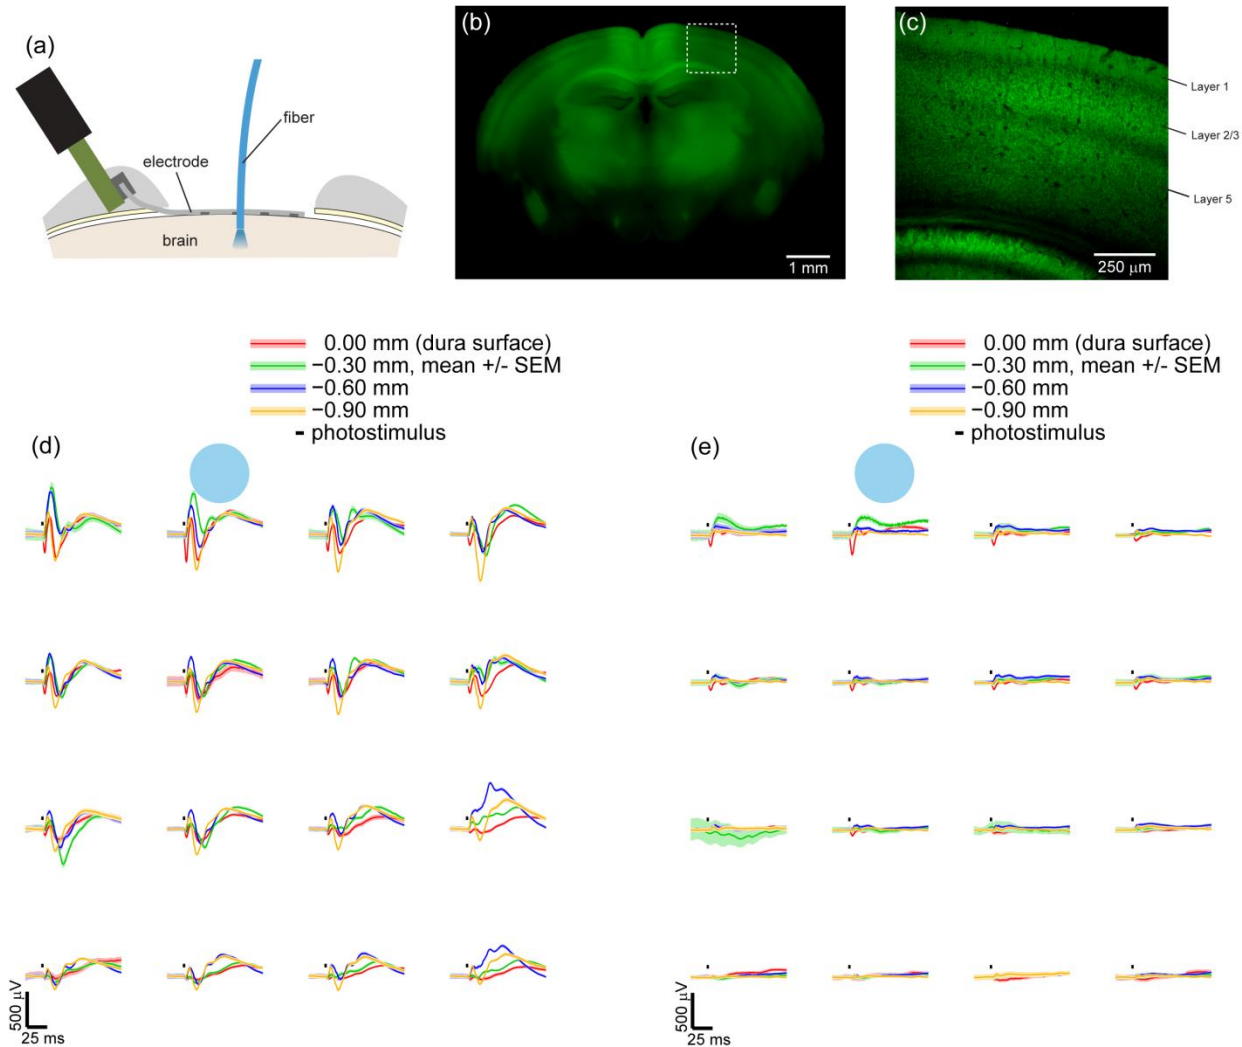 (a)
fiber
electrode
brain
(b)
1 mm
(c)
Layer 1
Layer 2/3
Layer 5
250 μm
0.00 mm (dura surface)
−0.30 mm, mean +/- SEM
−0.60 mm
−0.90 mm
photostimulus
(d)
500 μV
25 ms
0.00 mm (dura surface)
−0.30 mm, mean +/- SEM
−0.60 mm
−0.90 mm
photostimulus
(e)
500 μV
25 ms